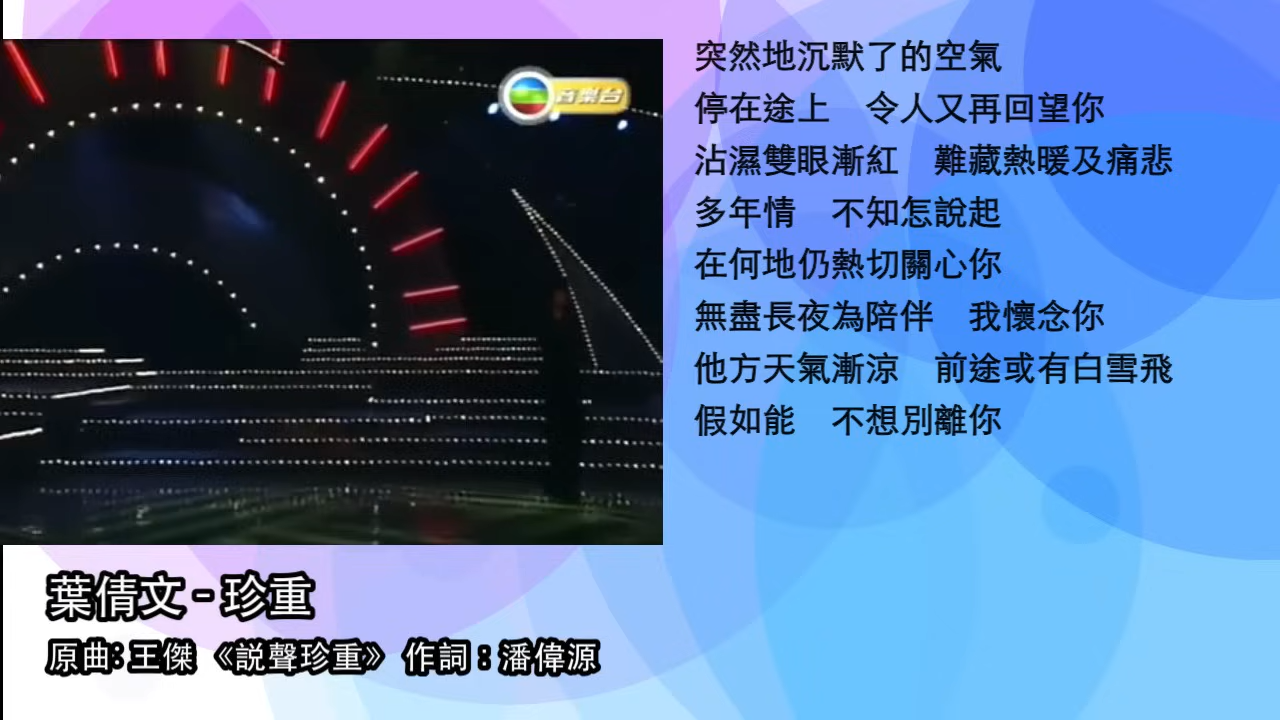 音樂台
突然地沉默了的空氣
停在途上　令人又再回望你
沾濕雙眼漸紅　難藏熱暖及痛悲
多年情　不知怎說起
在何地仍熱切關心你
無盡長夜為陪伴　我懷念你
他方天氣漸涼　前途或有白雪飛
假如能　不想別離你
葉倩文 - 珍重
原曲: 王傑 《説聲珍重》 作詞：潘偉源